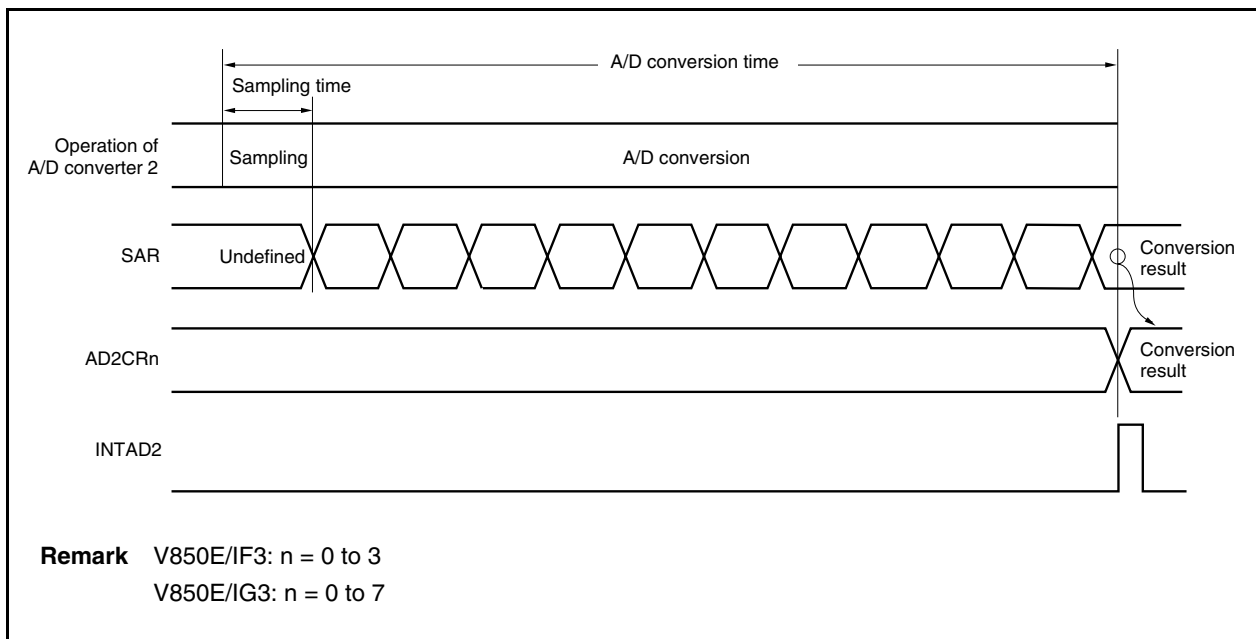 A/D conversion time
Sampling time
Operation of
A/D converter 2
Sampling
A/D conversion
SAR
Undefined
Conversion
result
AD2CRn
Conversion
result
INTAD2
Remark V850E/IF3: n = 0 to 3
V850E/IG3: n = 0 to 7